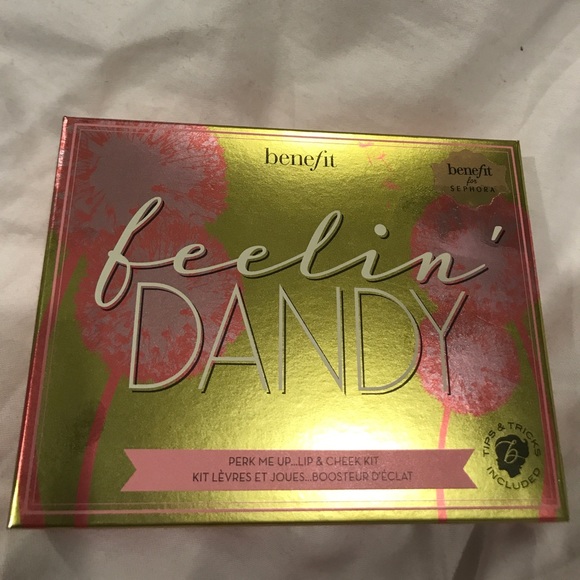 benefit
benefit
for
SEPHORA
feelin'
DANDY
PERK ME UP...LIP & CHEEK KIT
KIT LÈVRES ET JOUES...BOOSTEUR D'ÉCLAT
TIPS & TRICKS
b
INCLUDED